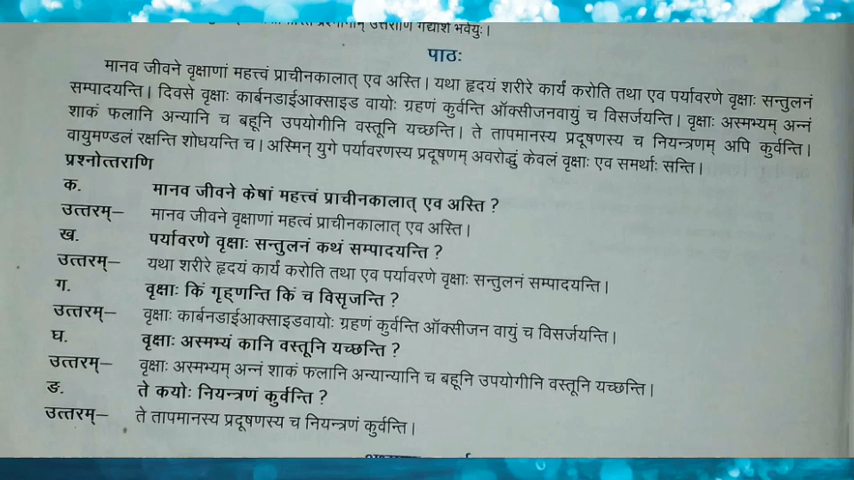 उत्तराणि गद्यांशे भवेयुः।
पाठः
मानव जीवने वृक्षाणां महत्त्वं प्राचीनकालात् एव अस्ति। यथा हृदयं शरीरे कार्यं करोति तथा एव पर्यावरणे वृक्षाः सन्तुलनं
सम्पादयन्ति। दिवसे वृक्षाः कार्बनडाईआक्साइड वायोः ग्रहणं कुर्वन्ति ऑक्सीजनवायुं च विसर्जयन्ति। वृक्षाः अस्मभ्यम् अन्नं
शाकं फलानि अन्यानि च बहूनि उपयोगीनि वस्तूनि यच्छन्ति। ते तापमानस्य प्रदूषणस्य च नियन्त्रणम् अपि कुर्वन्ति।
वायुमण्डलं रक्षन्ति शोधयन्ति च। अस्मिन् युगे पर्यावरणस्य प्रदूषणम् अवरोद्धुं केवलं वृक्षाः एव समर्थाः सन्ति।
प्रश्नोत्तराणि
क. मानव जीवने केषां महत्त्वं प्राचीनकालात् एव अस्ति ?
उत्तरम्– मानव जीवने वृक्षाणां महत्वं प्राचीनकालात् एव अस्ति।
ख. पर्यावरणे वृक्षाः सन्तुलनं कथं सम्पादयन्ति ?
उत्तरम्– यथा शरीरे हृदयं कार्यं करोति तथा एव पर्यावरणे वृक्षाः सन्तुलनं सम्पादयन्ति।
ग. वृक्षाः किं गृह्णन्ति किं च विसृजन्ति ?
उत्तरम्– वृक्षाः कार्बनडाईआक्साइडवायोः ग्रहणं कुर्वन्ति ऑक्सीजन वायुं च विसर्जयन्ति।
घ. वृक्षाः अस्मभ्यं कानि वस्तूनि यच्छन्ति ?
उत्तरम्– वृक्षाः अस्मभ्यम् अन्नं शाकं फलानि अन्यान्यानि च बहूनि उपयोगीनि वस्तूनि यच्छन्ति।
ङ. ते कयोः नियन्त्रणं कुर्वन्ति ?
उत्तरम्– ते तापमानस्य प्रदूषणस्य च नियन्त्रणं कुर्वन्ति।